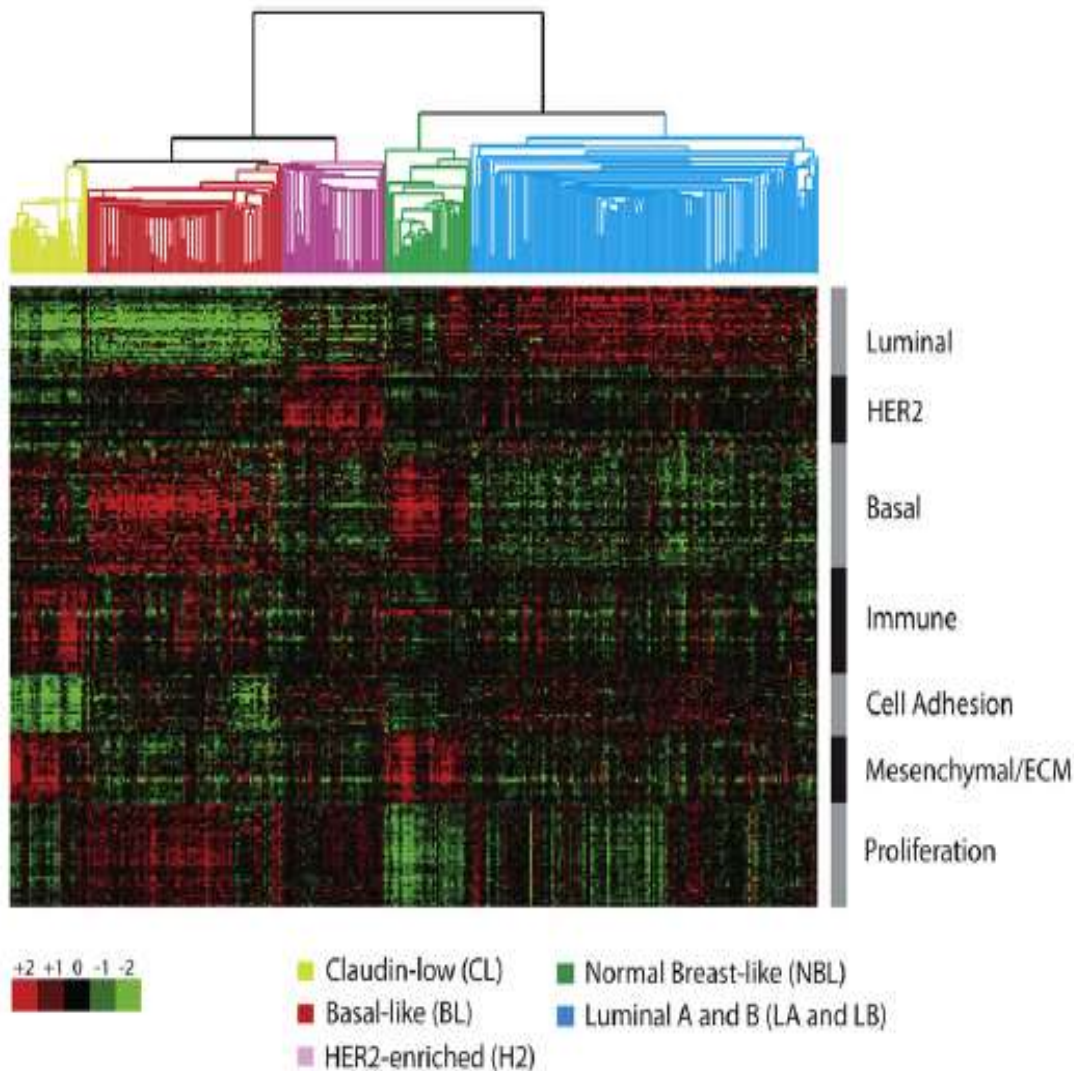 Luminal
HER2
Basal
Immune
Cell Adhesion
Mesenchymal/ECM
Proliferation
+2 +1 0 -1 -2
Claudin-low (CL)
Basal-like (BL)
HER2-enriched (H2)
Normal Breast-like (NBL)
Luminal A and B (LA and LB)